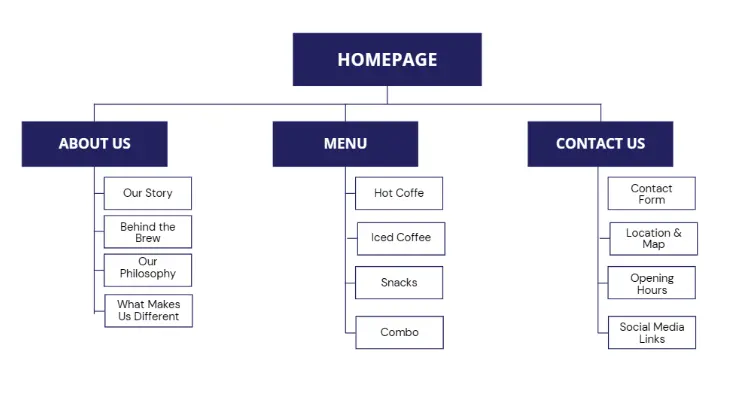 HOMEPAGE
ABOUT US
MENU
CONTACT US
Our Story
Behind the
Brew
Our
Philosophy
What Makes
Us Different
Hot Coffe
Iced Coffee
Snacks
Combo
Contact
Form
Location &
Map
Opening
Hours
Social Media
Links